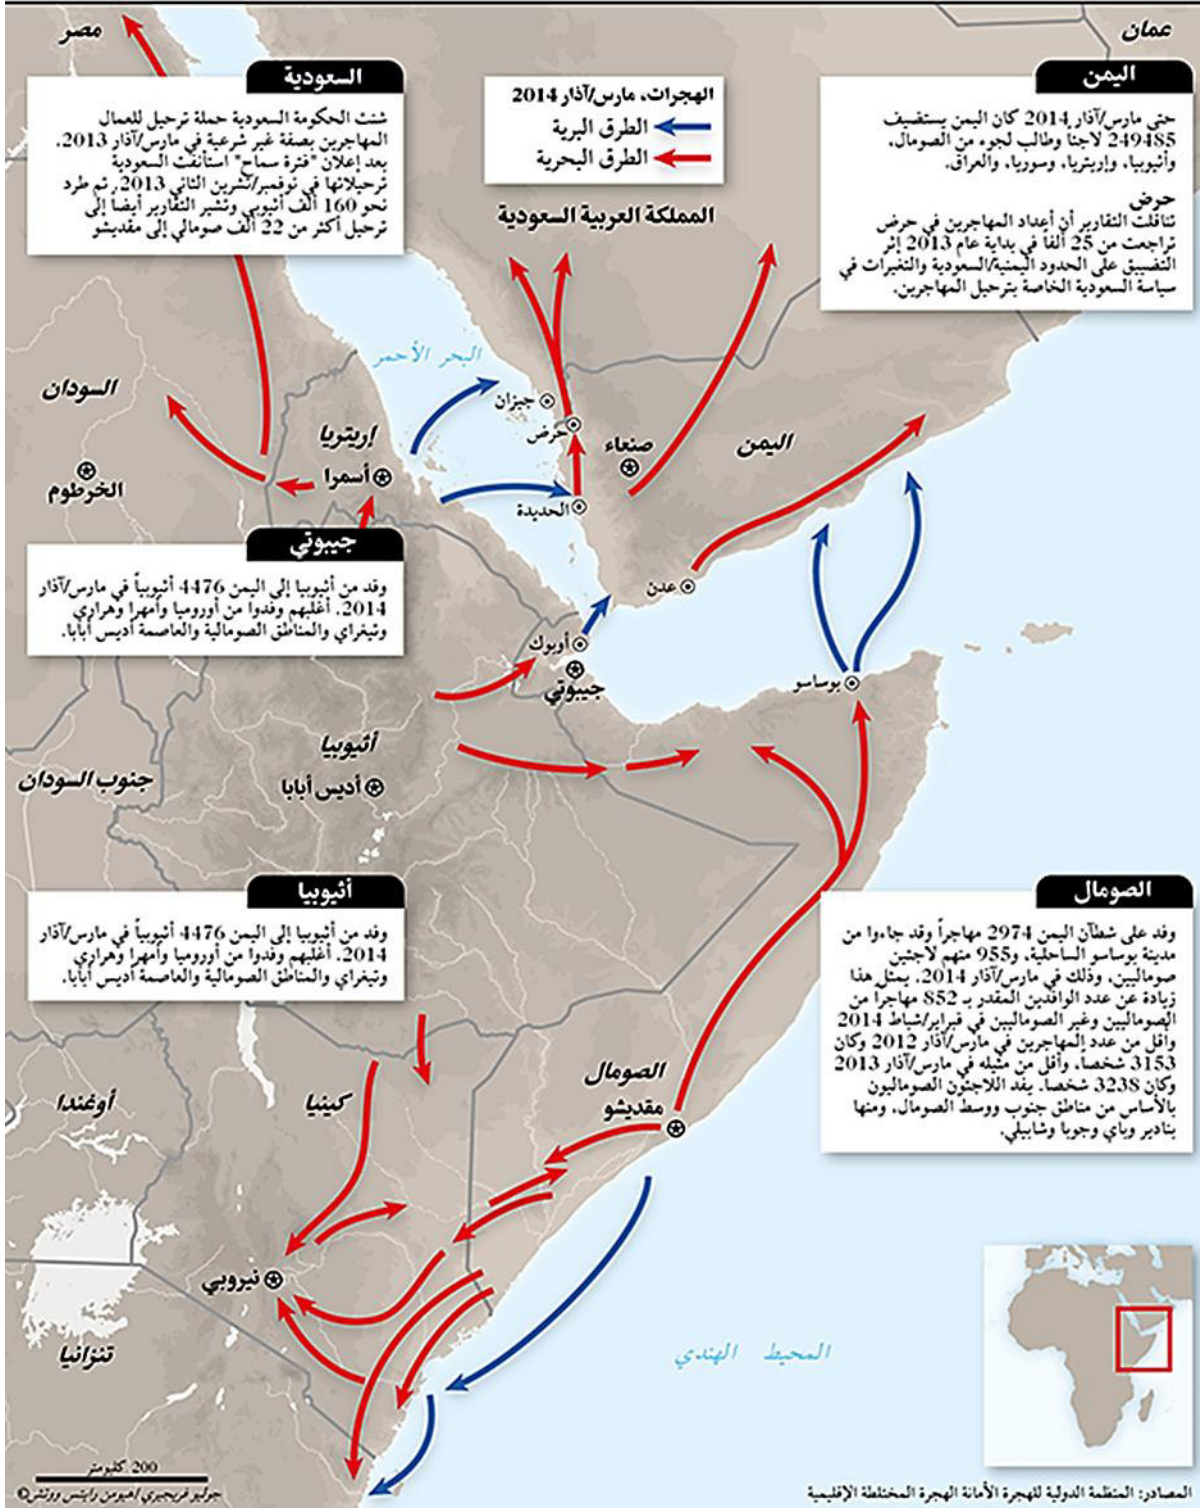 مصر
عمان
السعودية
شنت الحكومة السعودية حملة ترحيل للعمال
المهاجرين بصفة غير شرعية في مارس/آذار 2013.
بعد إعلان "فترة سماح" استأنفت السعودية
ترحيلاتها في نوفمبر/تشرين الثاني 2013. تم طرد
نحو 160 ألف أثيوبي وتشير التقارير أيضاً إلى
ترحيل أكثر من 22 ألف صومالي إلى مقديشو
الهجرات، مارس/آذار 2014
الطرق البرية
الطرق البحرية
المملكة العربية السعودية
اليمن
حتى مارس/آذار 2014 كان اليمن يستضيف
249485 لاجئاً وطالب لجوء من الصومال،
وأثيوبيا، وإريتريا، وسوريا، والعراق.
حرض
تناقلت التقارير أن أعداد المهاجرين في حرض
تراجعت من 25 ألفاً في بداية عام 2013 إثر
التضييق على الحدود اليمنية/السعودية والتغيرات في
سياسة السعودية الخاصة بترحيل المهاجرين.
البحر الأحمر
السودان
الخرطوم
إريتريا
أسمرا
جيزان
حرض
صنعاء
اليمن
الحديدة
عدن
جيبوتي
وفد من أثيوبيا إلى اليمن 4476 أثيوبياً في مارس/آذار
2014. أغلبهم وفدوا من أوروميا وأمهرا وهراري
وتيغراي والمناطق الصومالية والعاصمة أديس أبابا.
أوبوك
جيبوتي
بوساسو
أثيوبيا
أديس أبابا
جنوب السودان
أثيوبيا
وفد من أثيوبيا إلى اليمن 4476 أثيوبياً في مارس/آذار
2014. أغلبهم وفدوا من أوروميا وأمهرا وهراري
وتيغراي والمناطق الصومالية والعاصمة أديس أبابا.
الصومال
وفد على شطآن اليمن 2974 مهاجراً وقد جاءوا من
مدينة بوساسو الساحلية، و955 منهم لاجئين
صوماليين، وذلك في مارس/آذار 2014. يمثل هذا
زيادة عن عدد الوافدين المقدر بـ 852 مهاجراً من
الصوماليين وغير الصوماليين في فبراير/شباط 2014
وأقل من عدد المهاجرين في مارس/آذار 2012 وكان
3153 شخصاً، وأقل من مثيله في مارس/آذار 2013
وكان 3238 شخصاً. يفد اللاجئون الصوماليون
بالأساس من مناطق جنوب ووسط الصومال، ومنها
بنادير وباي وجوبا وشابيلي.
الصومال
مقديشو
كينيا
أوغندا
نيروبي
تنزانيا
المحيط الهندي
200 كليومتر
جوليو فريجيري/هيومن رايتس ووتش©
المصادر: المنظمة الدولية للهجرة الأمانة الهجرة المختلطة الإقليمية